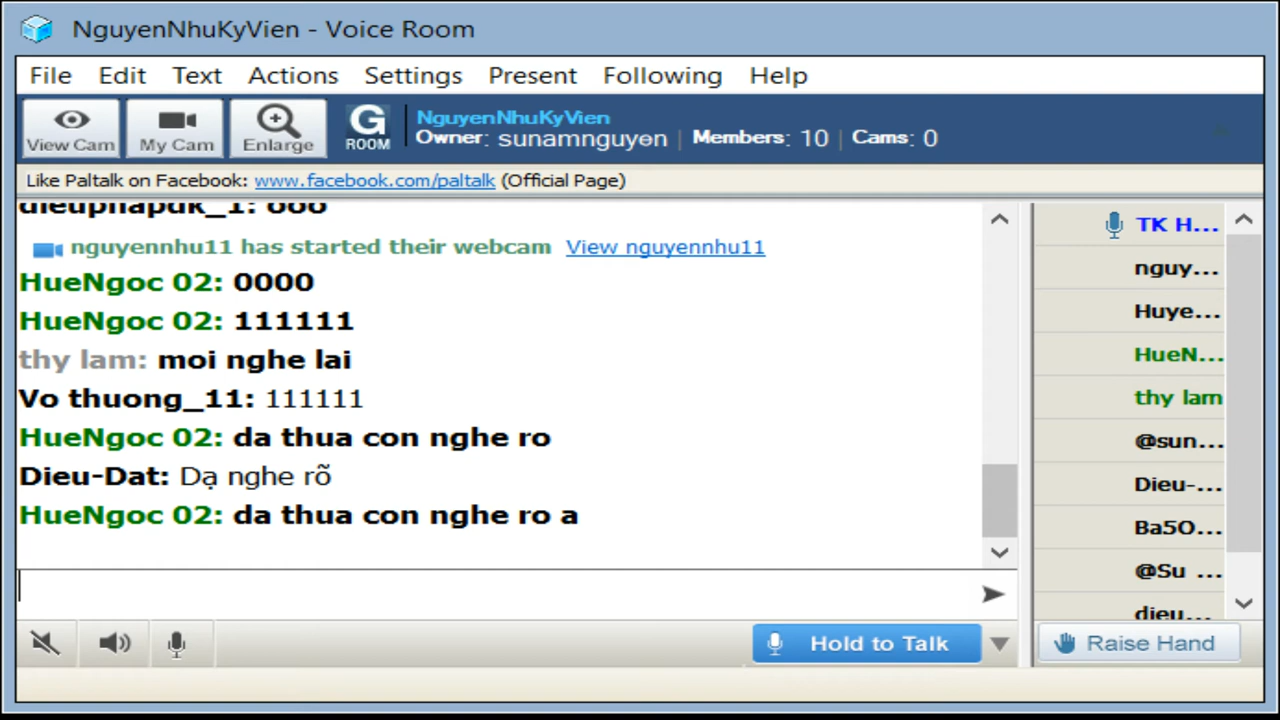 NguyenNhuKyVien - Voice Room
File Edit Text Actions Settings Present Following Help
View Cam
My Cam
Enlarge
G
ROOM
NguyenNhuKyVien
Owner: sunamnguyen | Members: 10 | Cams: 0
Like Paltalk on Facebook: www.facebook.com/paltalk (Official Page)
dieuphapdk_1: ooo
nguyennhu11 has started their webcam View nguyennhu11
HueNgoc 02: 0000
HueNgoc 02: 111111
thy lam: moi nghe lai
Vo thuong_11: 111111
HueNgoc 02: da thua con nghe ro
Dieu-Dat: Dạ nghe rõ
HueNgoc 02: da thua con nghe ro a
TK H...
nguy...
Huye...
HueN...
thy lam
@sun...
Dieu-...
Ba5O...
@Su ...
dieu...
Hold to Talk
Raise Hand